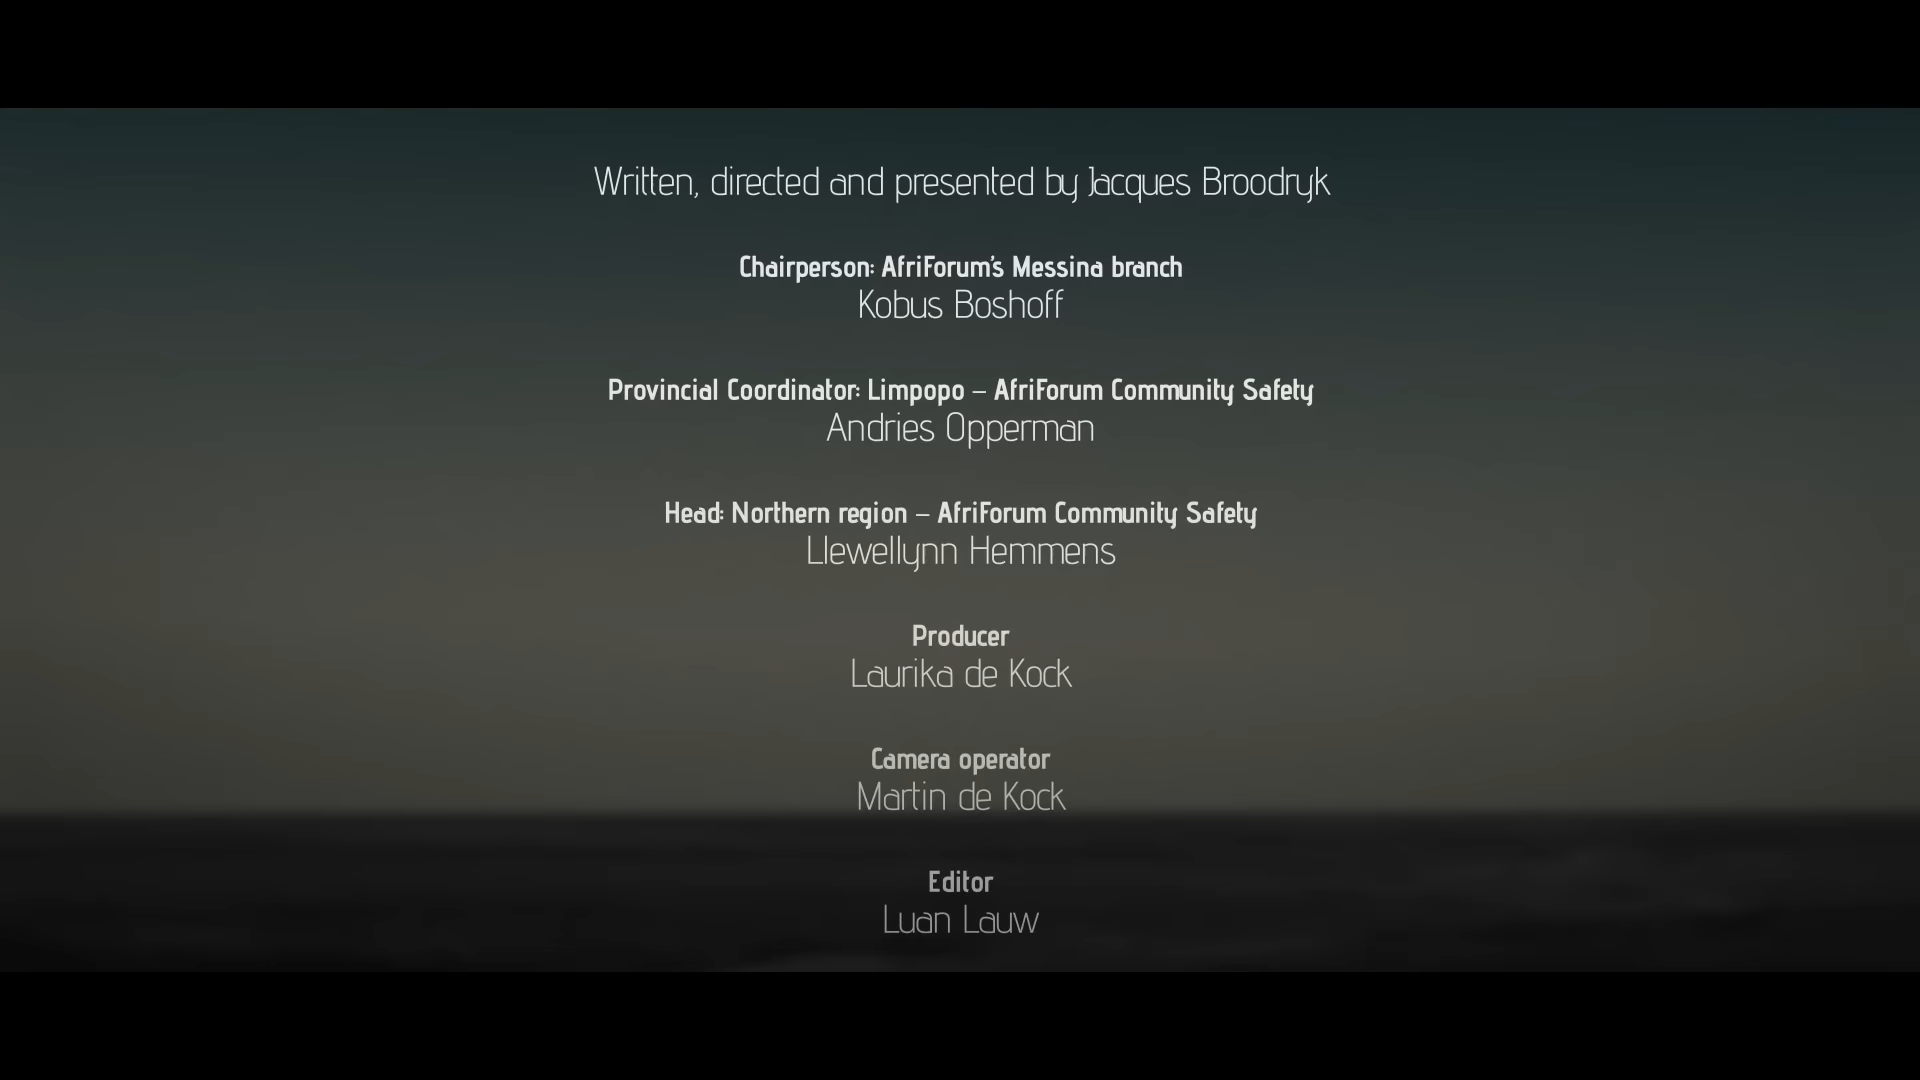 Written, directed and presented by Jacques Broodryk
Chairperson: AfriForum's Messina branch
Kobus Boshoff
Provincial Coordinator: Limpopo – AfriForum Community Safety
Andries Opperman
Head: Northern region – AfriForum Community Safety
Llewellynn Hemmens
Producer
Laurika de Kock
Camera operator
Martin de Kock
Editor
Luan Lauw